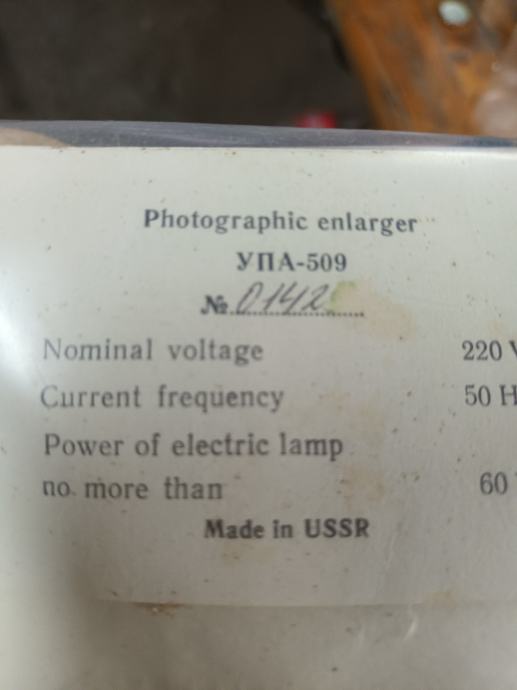 Photographic enlarger
УПА-509
№ 0142
Nominal voltage 220 V
Current frequency 50 H
Power of electric lamp
no more than 60
Made in USSR